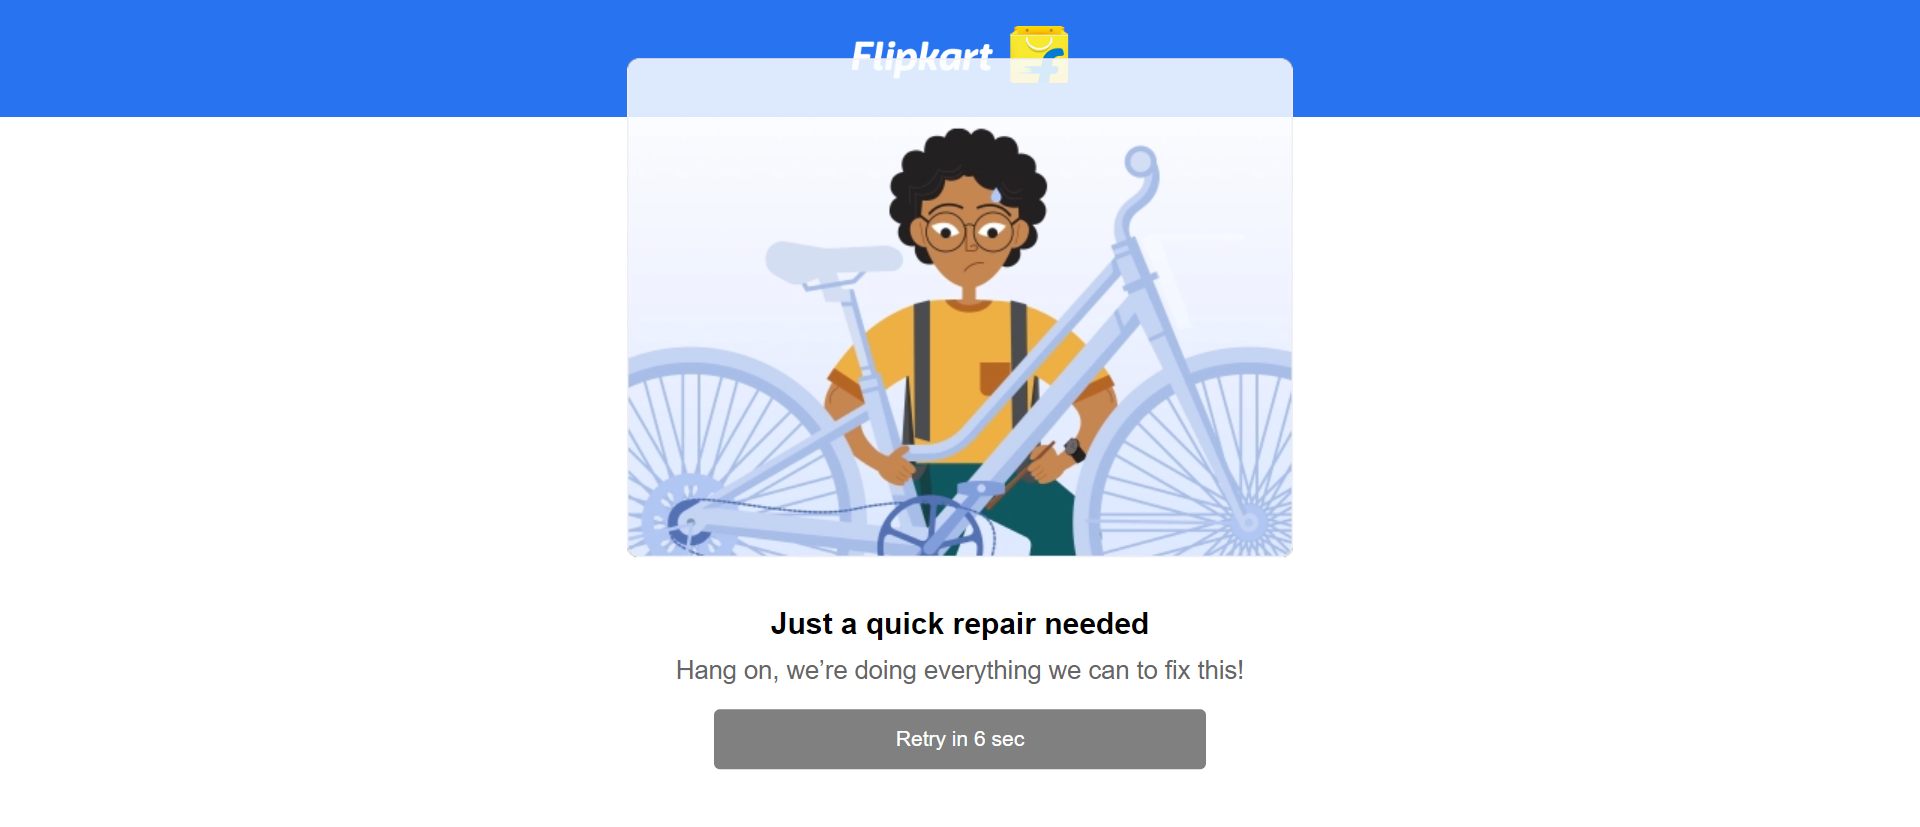 Flipkart
Just a quick repair needed
Hang on, we’re doing everything we can to fix this!
Retry in 6 sec